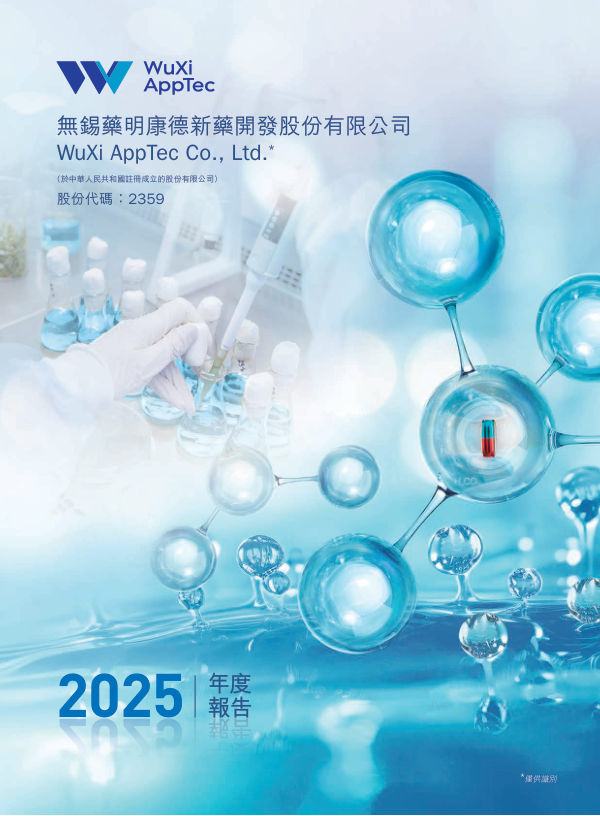 WuXi
AppTec
無錫藥明康德新藥開發股份有限公司
WuXi AppTec Co., Ltd.*
（於中華人民共和國註冊成立的股份有限公司）
股份代碼：2359
2025 年度
報告
*僅供識別